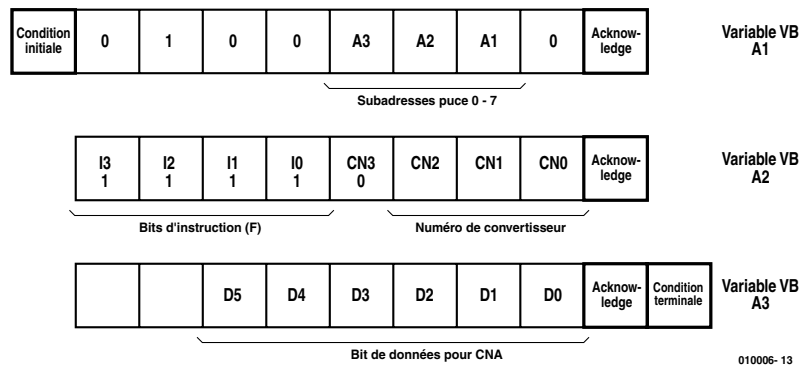 Condition initiale 0 1 0 0 A3 A2 A1 0 Acknow-ledge Variable VB A1
Subadresses puce 0 - 7
I3 1 I2 1 I1 1 I0 1 CN3 0 CN2 CN1 CN0 Acknow-ledge Variable VB A2
Bits d'instruction (F) Numéro de convertisseur
D5 D4 D3 D2 D1 D0 Acknow-ledge Condition terminale Variable VB A3
Bit de données pour CNA
010006- 13